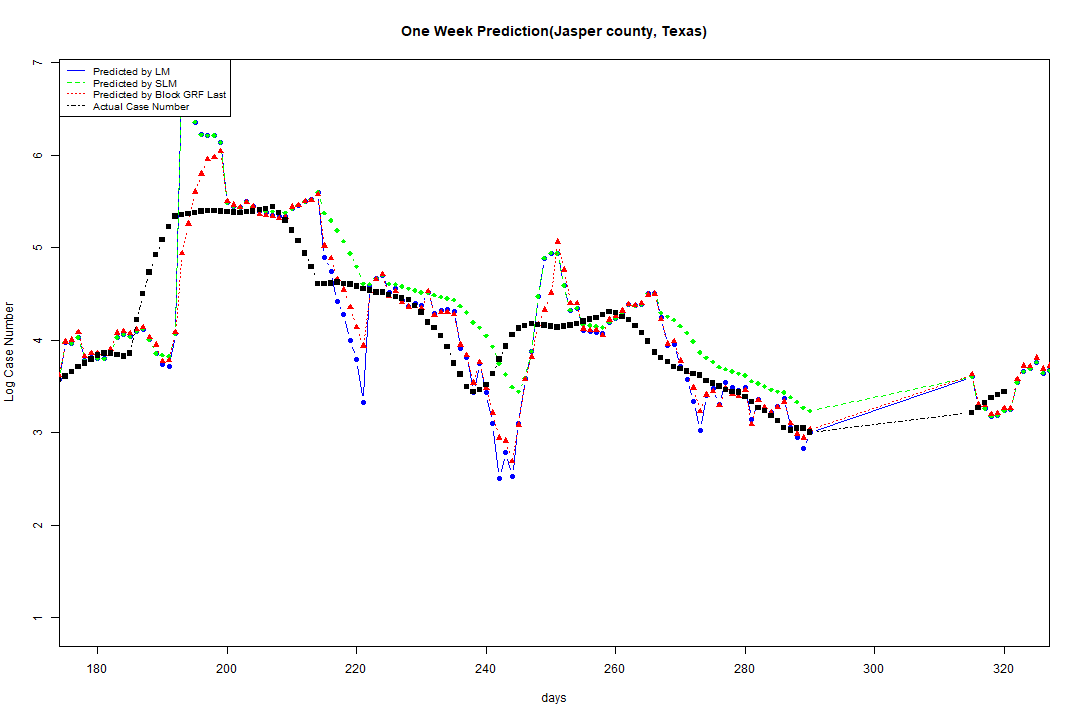 One Week Prediction(Jasper county, Texas)
Predicted by LM
Predicted by SLM
Predicted by Block GRF Last
Actual Case Number
Log Case Number
7
6
5
4
3
2
1
180 200 220 240 260 280 300 320
days